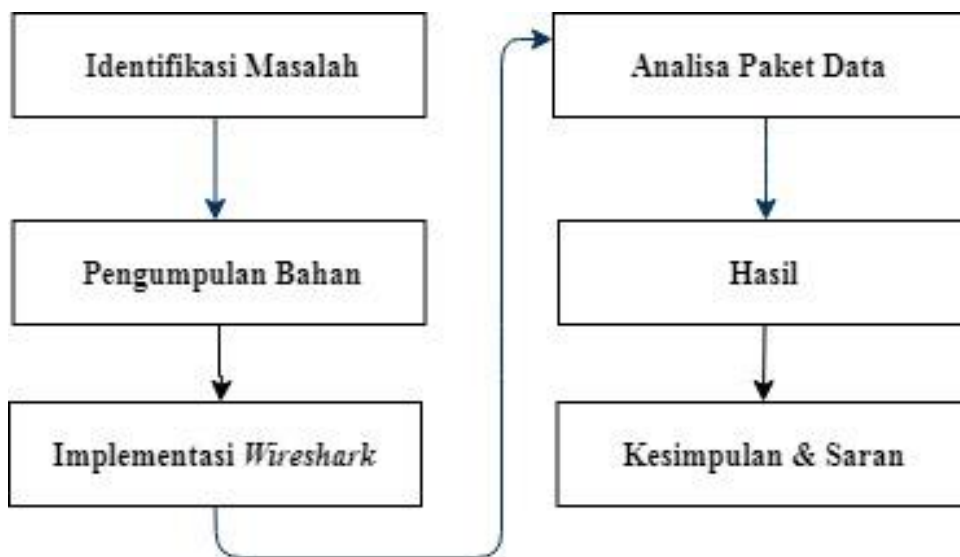 Identifikasi Masalah
Pengumpulan Bahan
Implementasi Wireshark
Analisa Paket Data
Hasil
Kesimpulan & Saran